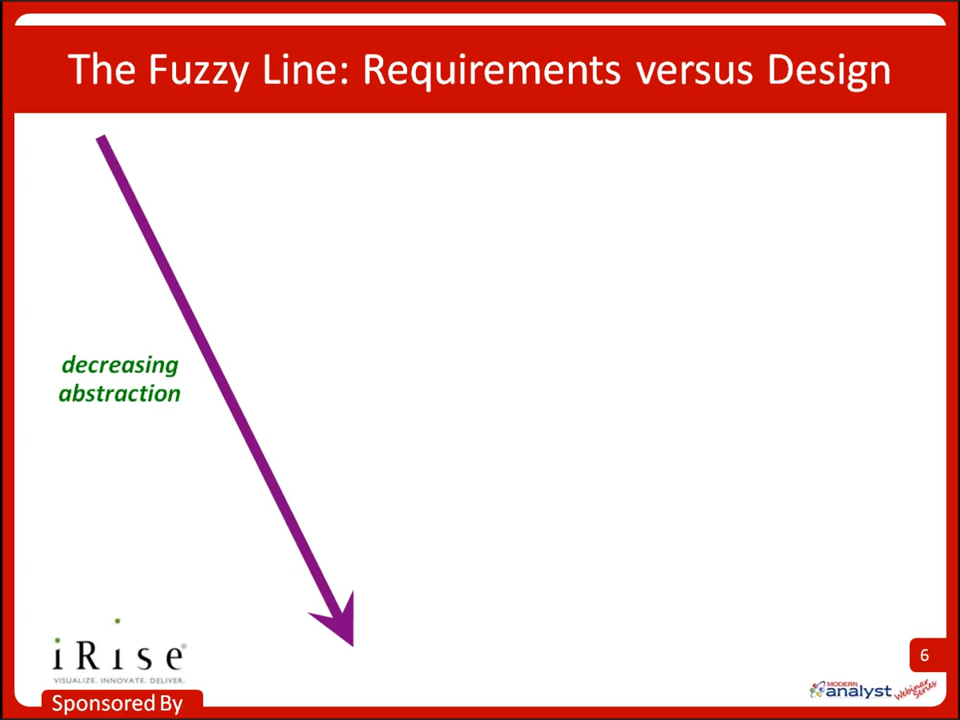 The Fuzzy Line: Requirements versus Design
decreasing
abstraction
iRise®
VISUALIZE. INNOVATE. DELIVER.
Sponsored By
6
MODERN
analyst Webinar
Series